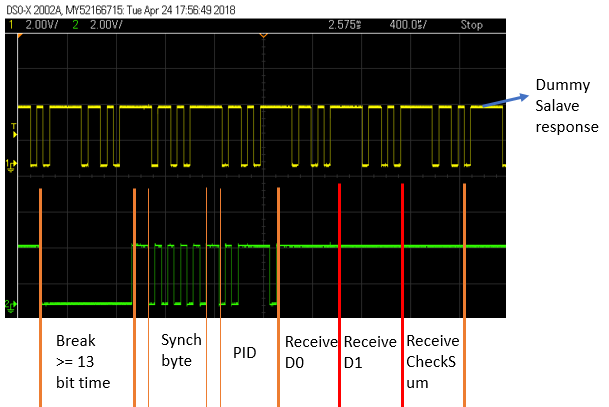 DSO-X 2002A, MY52166715: Tue Apr 24 17:56:49 2018
1 2.00V/ 2 2.00V/ 2.575s 400.0s/ Stop
Dummy
Salave
response
T
1
2
Break
>= 13
bit time
Synch
byte
PID
Receive
D0
Receive
D1
Receive
CheckS
um